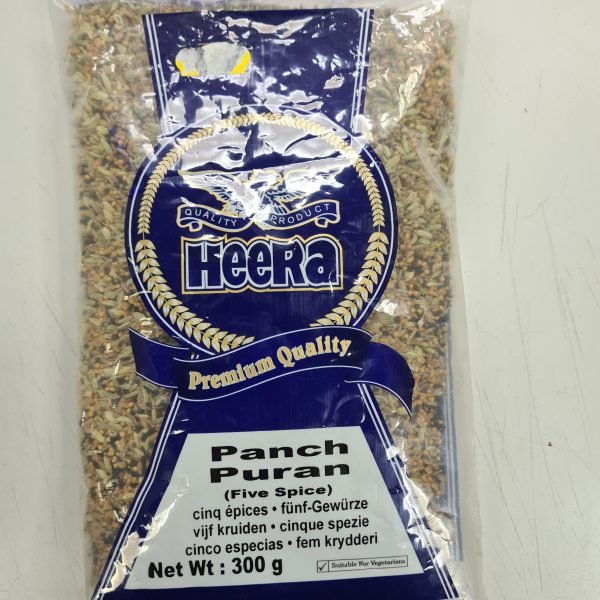 QUALITY PRODUCT
HeeRa
Premium Quality
Panch
Puran
(Five Spice)
cinq épices • fünf-Gewürze
vijf kruiden • cinque spezie
cinco especias • fem krydderi
Net Wt : 300 g
Suitable For Vegetarians